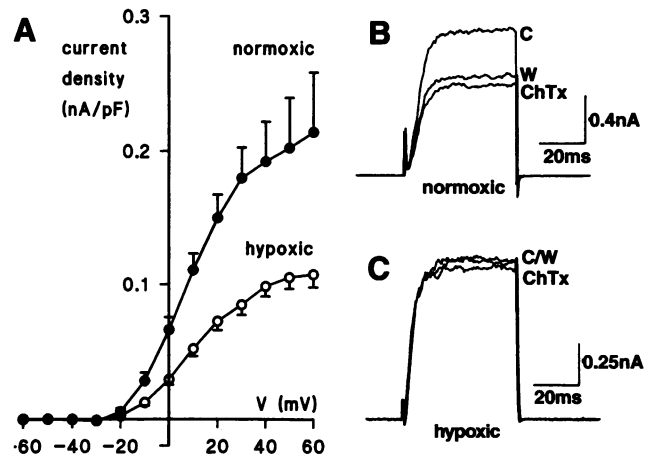 A
current
density
(nA/pF)
0.3
0.2
0.1
normoxic
hypoxic
V (mV)
-60 -40 -20 20 40 60
B
C
W
ChTx
0.4nA
20ms
normoxic
C
C/W
ChTx
0.25nA
20ms
hypoxic